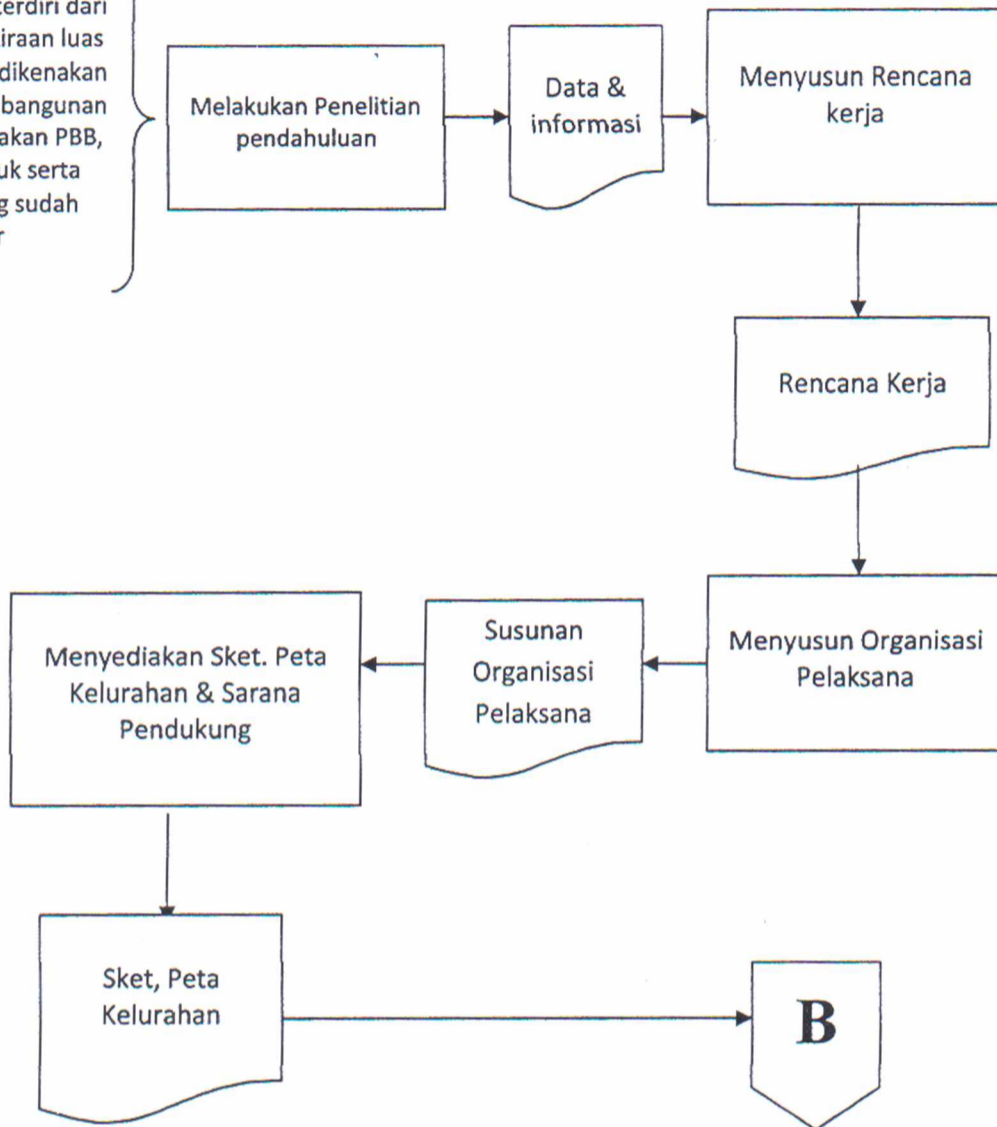 terdiri dari
iraan luas
dikenakan
bangunan
akan PBB,
uk serta
g sudah
r
Melakukan Penelitian
pendahuluan
Data &
informasi
Menyusun Rencana
kerja
Rencana Kerja
Menyusun Organisasi
Pelaksana
Susunan
Organisasi
Pelaksana
Menyediakan Sket. Peta
Kelurahan & Sarana
Pendukung
Sket, Peta
Kelurahan
B